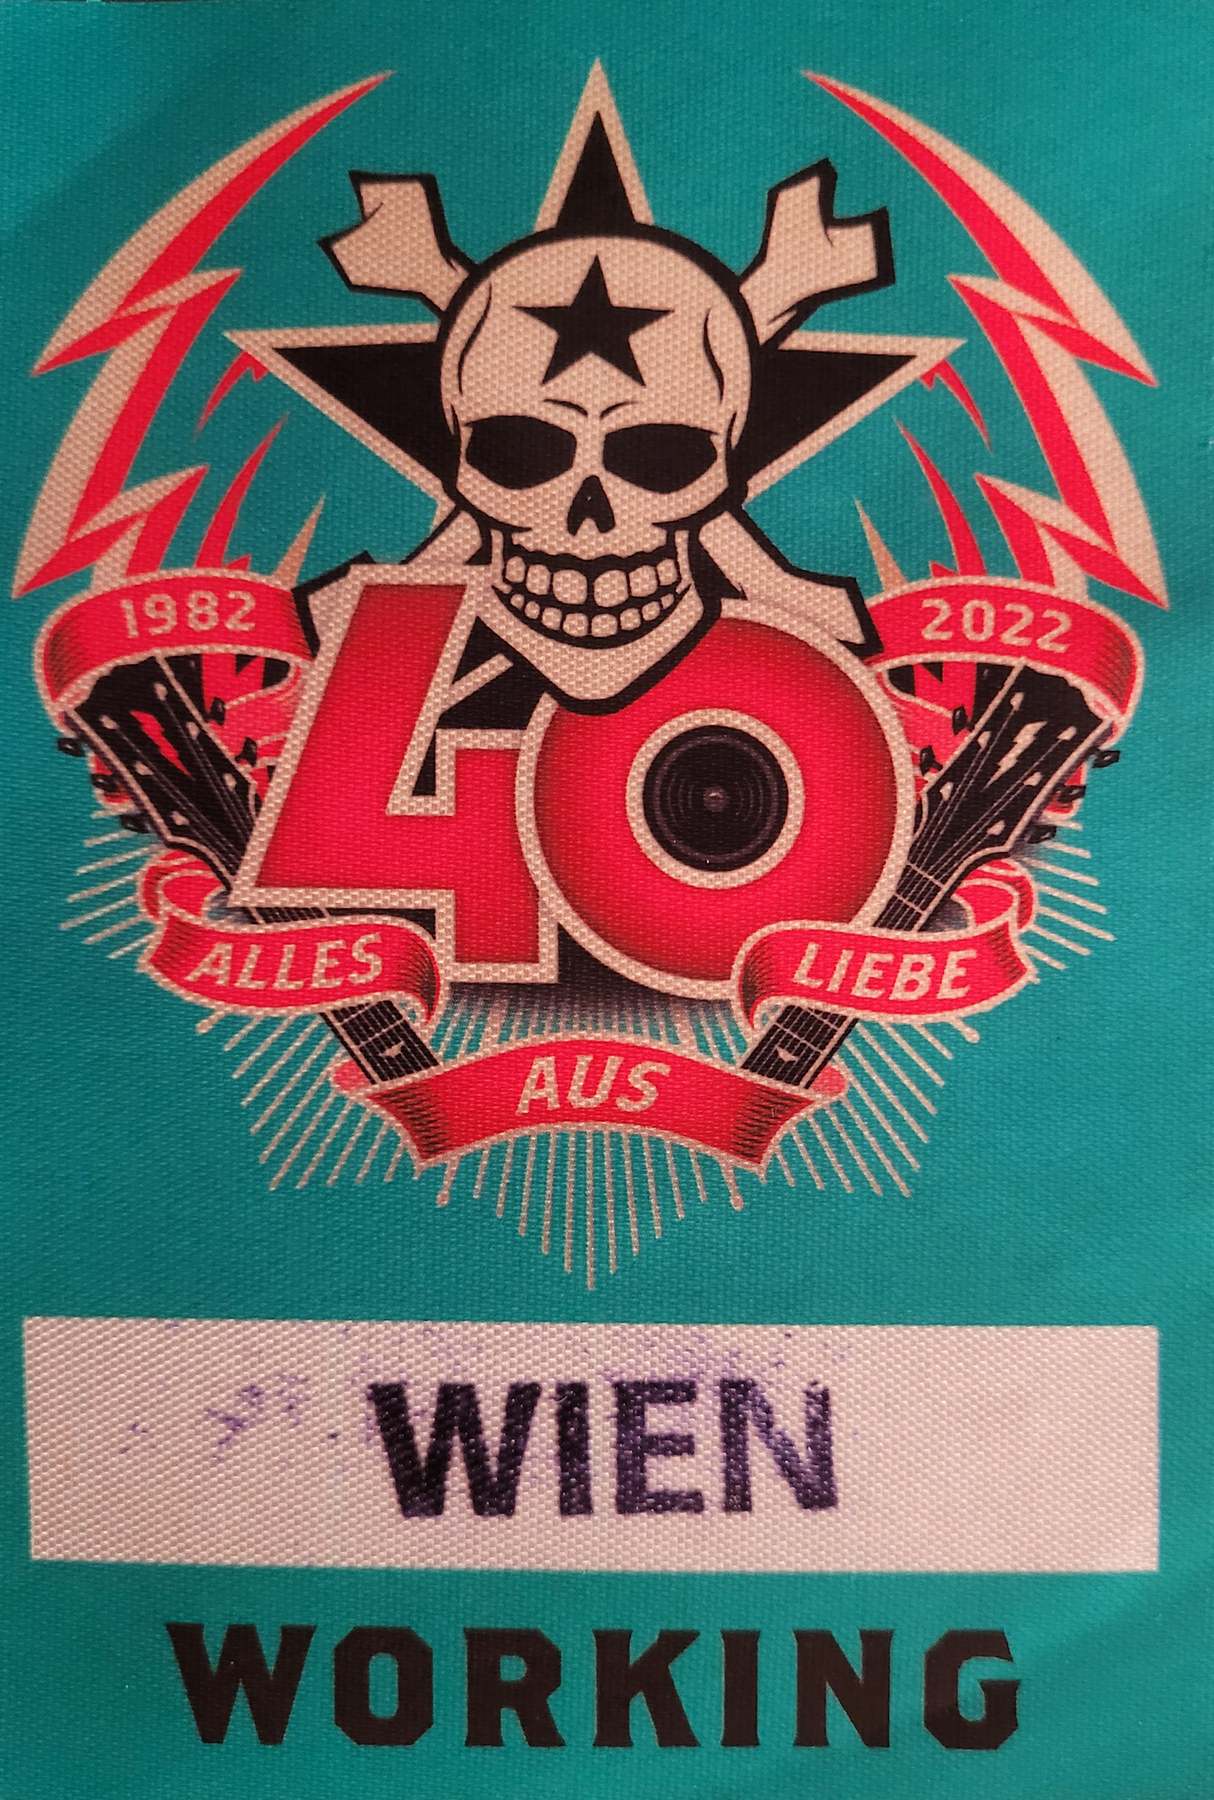 1982
2022
40
ALLES
LIEBE
AUS
WIEN
WORKING